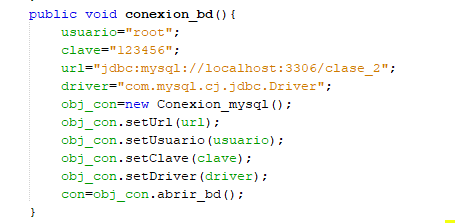 public void conexion_bd(){
usuario="root";
clave="123456";
url="jdbc:mysql://localhost:3306/clase_2";
driver="com.mysql.cj.jdbc.Driver";
obj_con=new Conexion_mysql();
obj_con.setUrl(url);
obj_con.setUsuario(usuario);
obj_con.setClave(clave);
obj_con.setDriver(driver);
con=obj_con.abrir_bd();
}